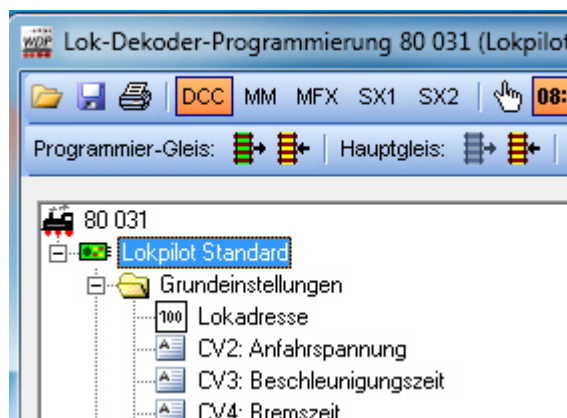 WDP Lok-Dekoder-Programmierung 80 031 (Lokpilot
DCC MM MFX SX1 SX2 08:
Programmier-Gleis: Hauptgleis:
80 031
Lokpilot Standard
Grundeinstellungen
100 Lokadresse
A CV2: Anfahrspannung
A CV3: Beschleunigungszeit
A CV4: Bremszeit